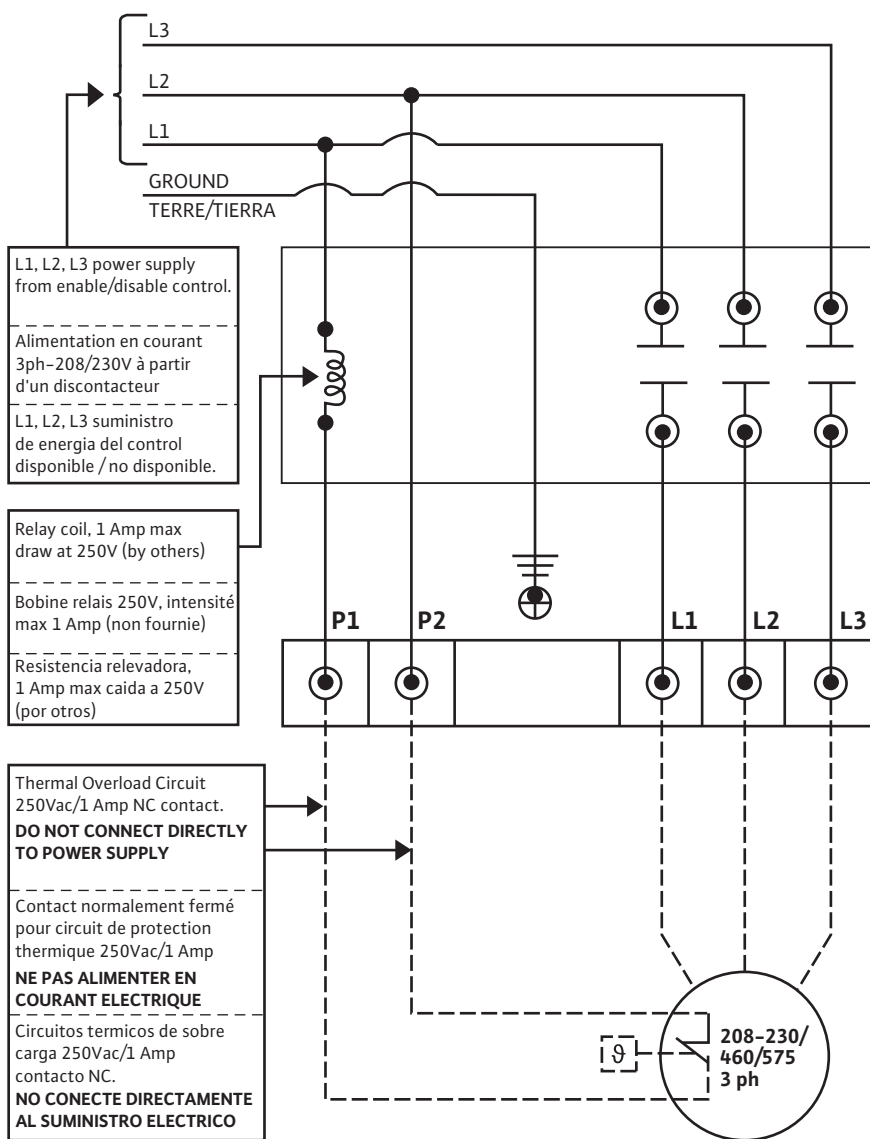 L3
L2
L1
GROUND
TERRE/TIERRA
L1, L2, L3 power supply
from enable/disable control.
Alimentation en courant
3ph-208/230V à partir
d'un discontacteur
L1, L2, L3 suministro
de energia del control
disponible / no disponible.
Relay coil, 1 Amp max
draw at 250V (by others)
Bobine relais 250V, intensité
max 1 Amp (non fournie)
Resistencia relevadora,
1 Amp max caida a 250V
(por otros)
P1 P2 L1 L2 L3
Thermal Overload Circuit
250Vac/1 Amp NC contact.
DO NOT CONNECT DIRECTLY
TO POWER SUPPLY
Contact normalement fermé
pour circuit de protection
thermique 250Vac/1 Amp
NE PAS ALIMENTER EN
COURANT ELECTRIQUE
Circuitos termicos de sobre
carga 250Vac/1 Amp
contacto NC.
NO CONECTE DIRECTAMENTE
AL SUMINISTRO ELECTRICO
ϑ
208-230/
460/575
3 ph